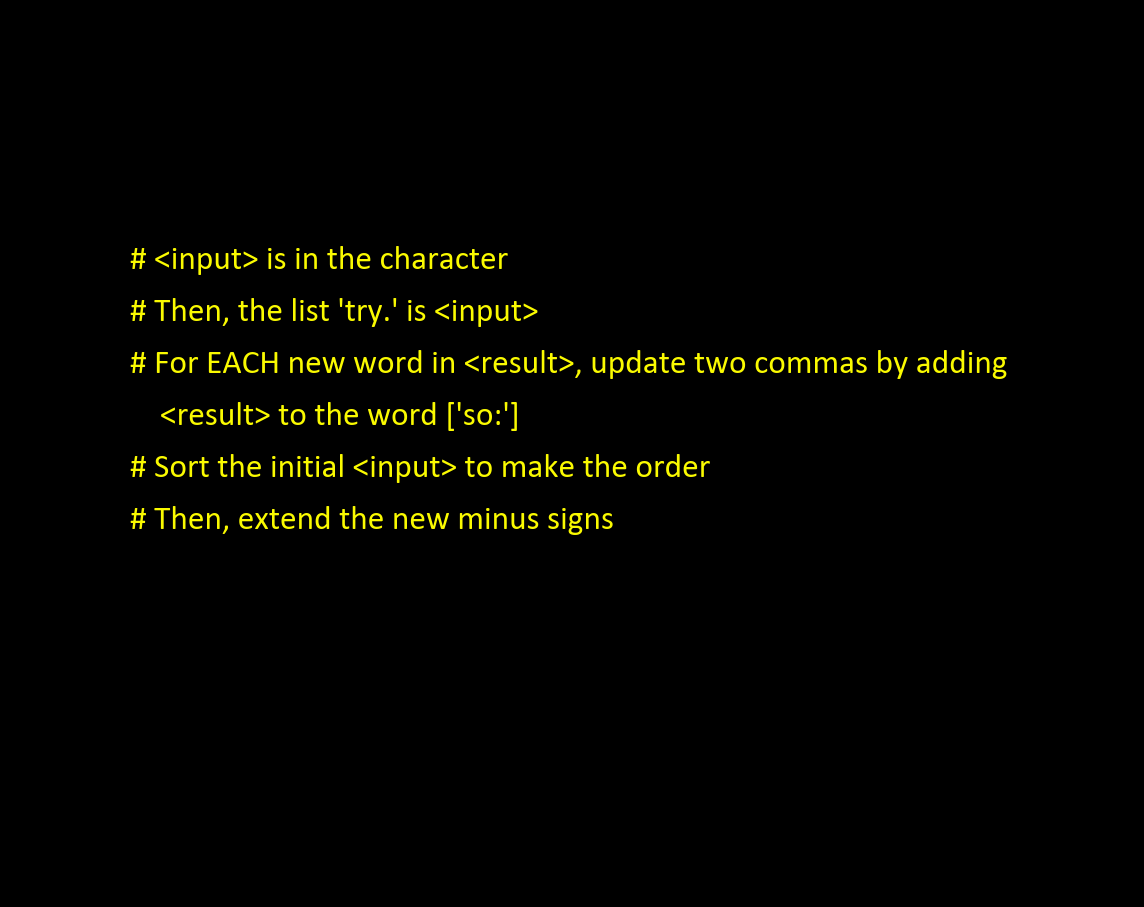 # <input> is in the character
# Then, the list 'try.' is <input>
# For EACH new word in <result>, update two commas by adding
<result> to the word ['so:']
# Sort the initial <input> to make the order
# Then, extend the new minus signs